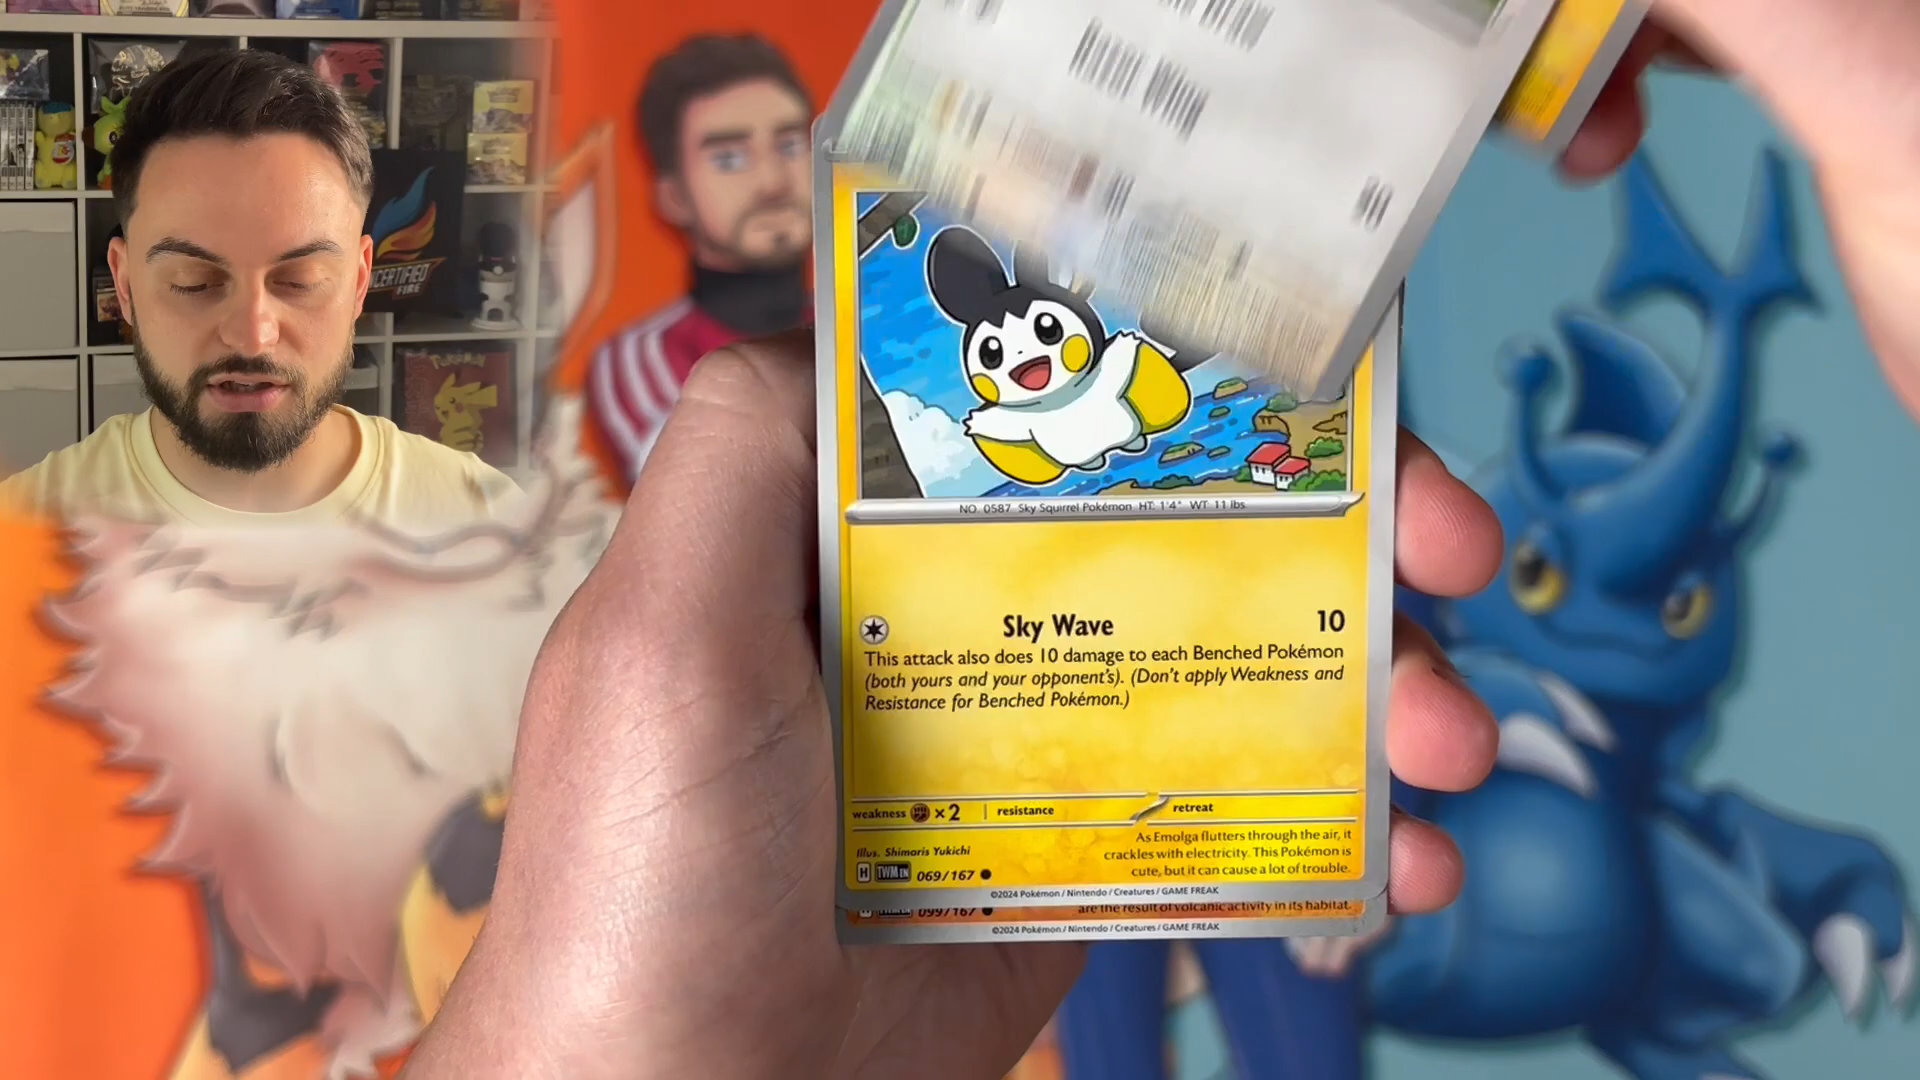 CERTIFIED
FIRE
Pokémon
NO. 0587 Sky Squirrel Pokémon HT: 1'4" WT: 11 lbs.
Sky Wave 10
This attack also does 10 damage to each Benched Pokémon
(both yours and your opponent's). (Don't apply Weakness and
Resistance for Benched Pokémon.)
weakness ×2 resistance retreat
As Emolga flutters through the air, it
crackles with electricity. This Pokémon is
cute, but it can cause a lot of trouble.
Illus. Shimaris Yukichi
H TWM EN 069/167
©2024 Pokémon / Nintendo / Creatures / GAME FREAK
099/167 are the result of volcanic activity in its habitat.
©2024 Pokémon / Nintendo / Creatures / GAME FREAK